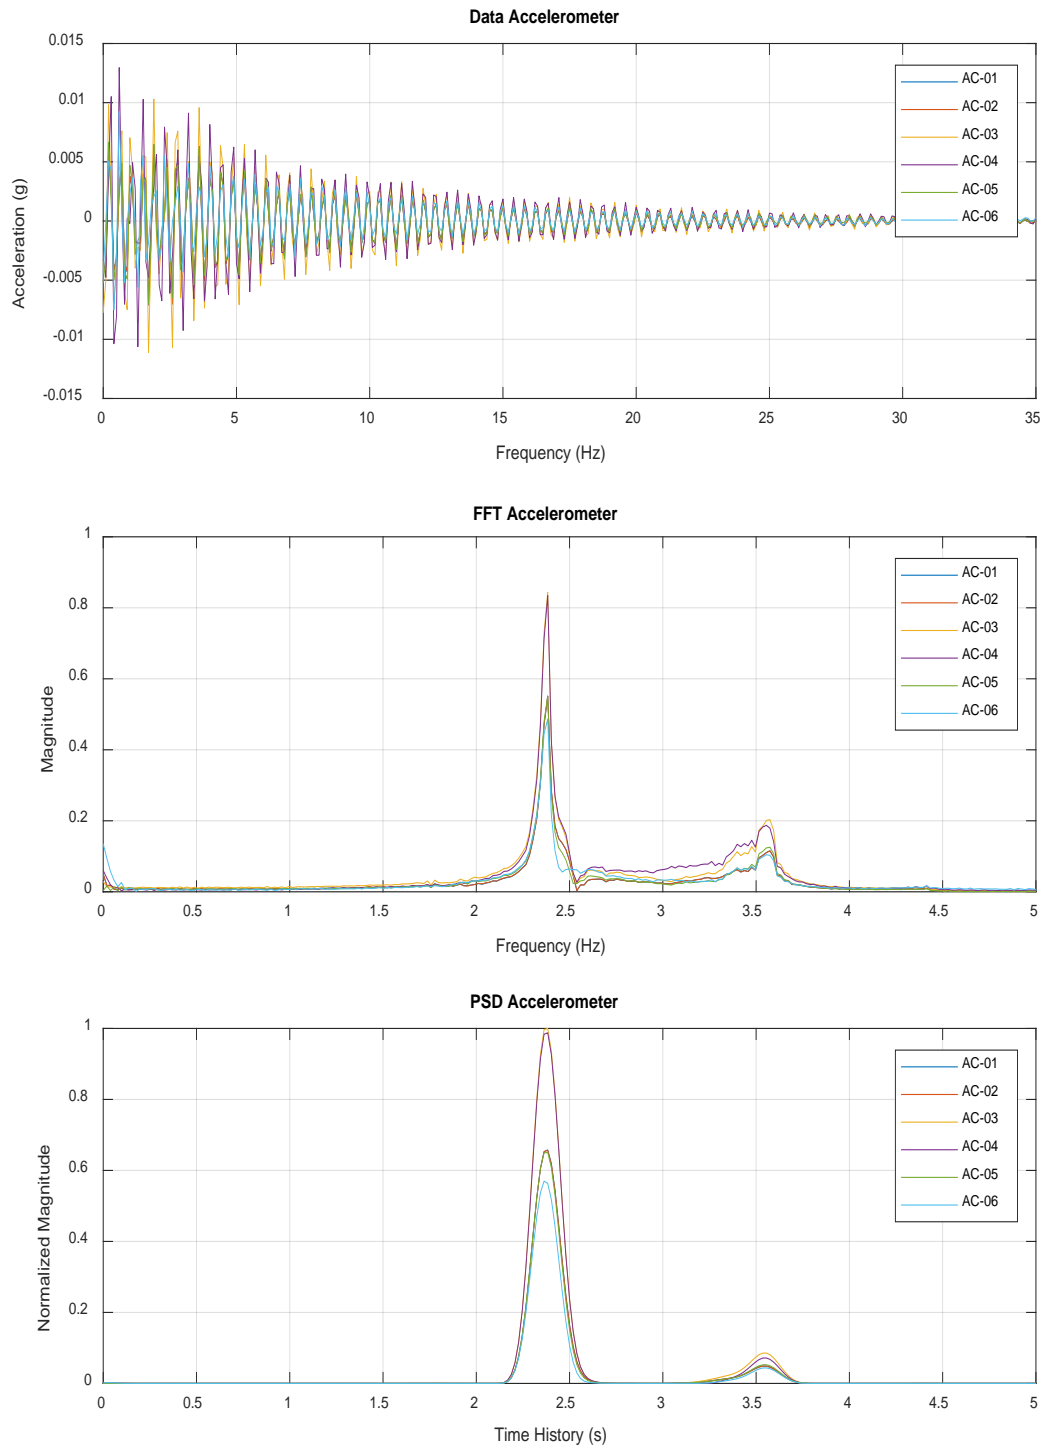 Data Accelerometer
0.015
0.01
0.005
0
-0.005
-0.01
-0.015
Acceleration (g)
AC-01
AC-02
AC-03
AC-04
AC-05
AC-06
0 5 10 15 20 25 30 35
Frequency (Hz)
FFT Accelerometer
1
0.8
0.6
0.4
0.2
0
Magnitude
AC-01
AC-02
AC-03
AC-04
AC-05
AC-06
0 0.5 1 1.5 2 2.5 3 3.5 4 4.5 5
Frequency (Hz)
PSD Accelerometer
1
0.8
0.6
0.4
0.2
0
Normalized Magnitude
AC-01
AC-02
AC-03
AC-04
AC-05
AC-06
0 0.5 1 1.5 2 2.5 3 3.5 4 4.5 5
Time History (s)